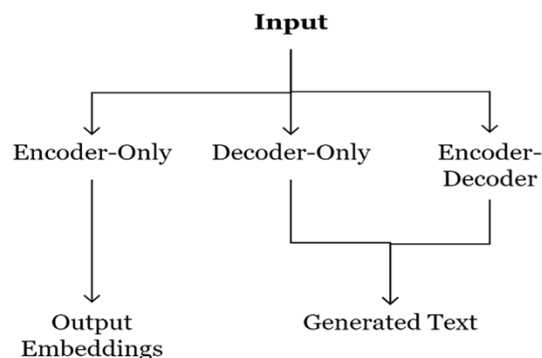 Input
Encoder-Only
Decoder-Only
Encoder-
Decoder
Output
Embeddings
Generated Text